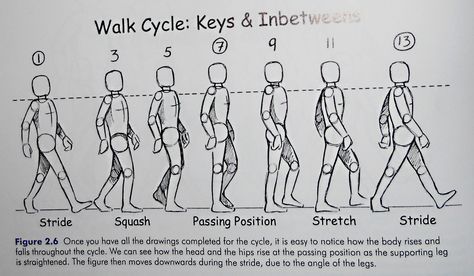 Walk Cycle: Keys & Inbetweens
1 3 5 7 9 11 13
Stride Squash Passing Position Stretch Stride
Figure 2.6 Once you have all the drawings completed for the cycle, it is easy to notice how the body rises and
falls throughout the cycle. We can see how the head and the hips rise at the passing position as the supporting leg
is straightened. The figure then moves downwards during the stride, due to the angle of the legs.